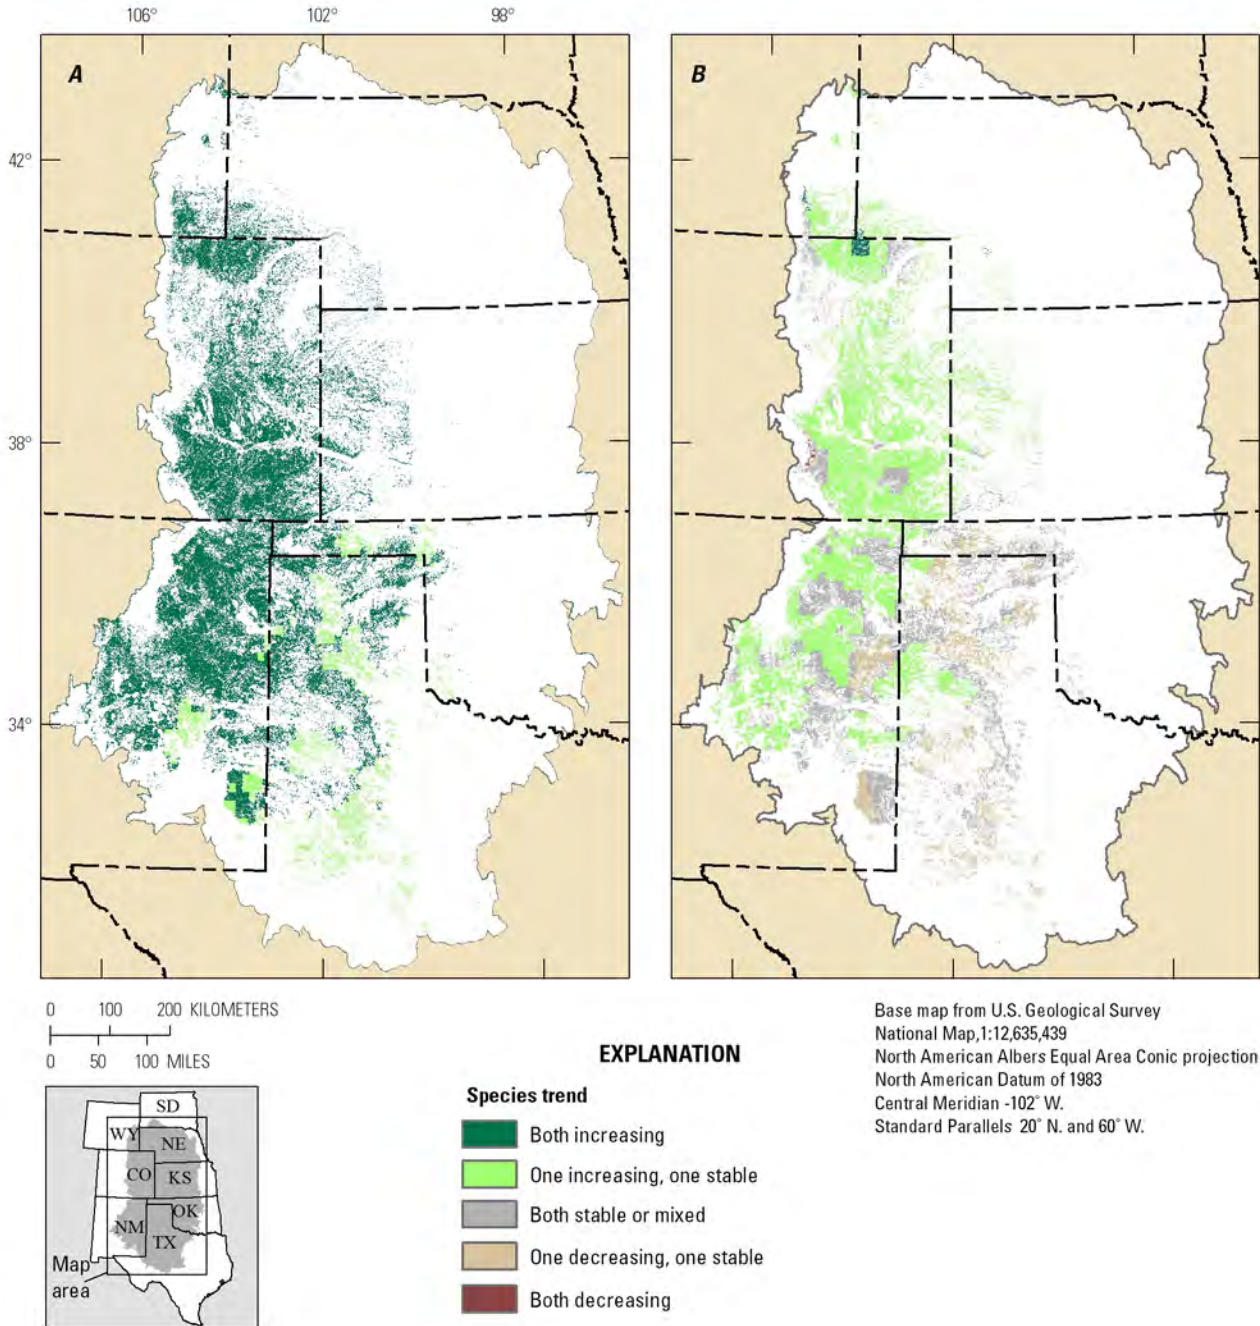 106°
102°
98°
A
B
42°
38°
34°
0 100 200 KILOMETERS
0 50 100 MILES
Base map from U.S. Geological Survey
National Map,1:12,635,439
North American Albers Equal Area Conic projection
North American Datum of 1983
Central Meridian -102° W.
Standard Parallels 20° N. and 60° W.
EXPLANATION
Species trend
Both increasing
One increasing, one stable
Both stable or mixed
One decreasing, one stable
Both decreasing
SD
WY
NE
CO
KS
OK
NM
TX
Map
area